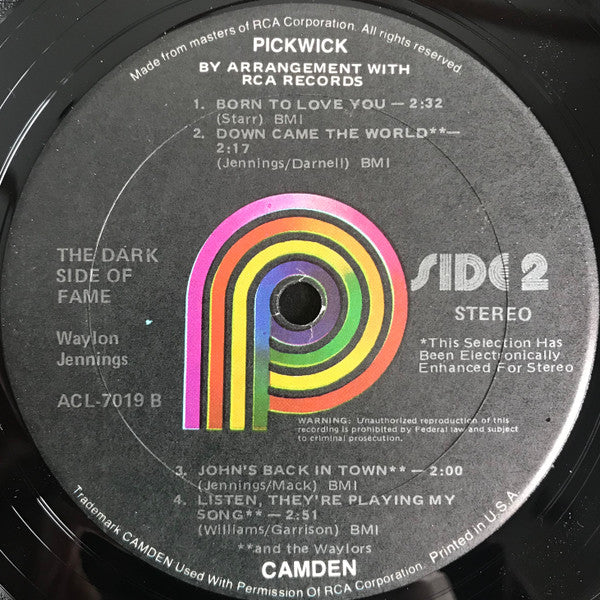 Made from masters of RCA Corporation. All rights reserved.
PICKWICK
BY ARRANGEMENT WITH
RCA RECORDS
1. BORN TO LOVE YOU — 2:32
(Starr) BMI
2. DOWN CAME THE WORLD**—
2:17
(Jennings/Darnell) BMI
THE DARK
SIDE OF
FAME
Waylon
Jennings
ACL-7019 B
SIDE 2
STEREO
*This Selection Has
Been Electronically
Enhanced For Stereo
WARNING: Unauthorized reproduction of this
recording is prohibited by Federal law and subject
to criminal prosecution.
3. JOHN'S BACK IN TOWN** — 2:00
(Jennings/Mack) BMI
4. LISTEN, THEY'RE PLAYING MY
SONG** — 2:51
(Williams/Garrison) BMI
**and the Waylors
CAMDEN
Trademark CAMDEN Used With Permission Of RCA Corporation. Printed in U.S.A.